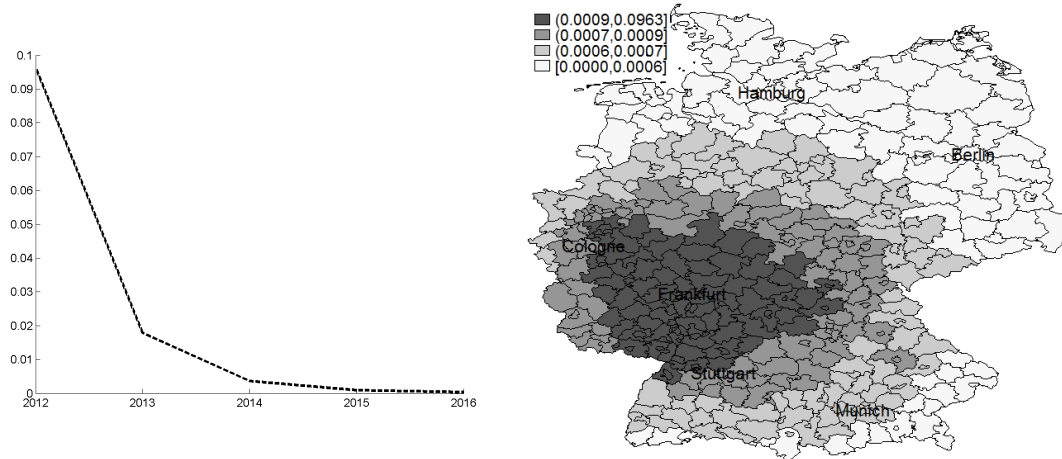 0.1
0.09
0.08
0.07
0.06
0.05
0.04
0.03
0.02
0.01
0
2012 2013 2014 2015 2016
(0.0009,0.0963]
(0.0007,0.0009]
(0.0006,0.0007]
[0.0000,0.0006]
Hamburg
Berlin
Cologne
Frankfurt
Stuttgart
Munich